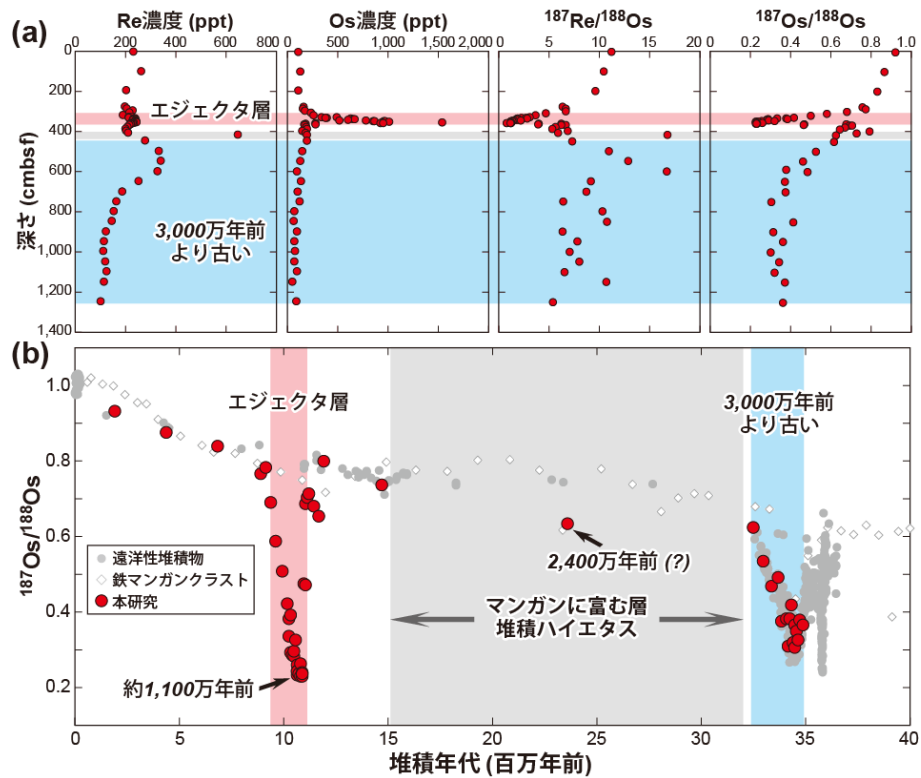 (a)
Re濃度 (ppt)
0 200 400 600 800
Os濃度 (ppt)
0 500 1,000 1,500 2,000
187Re/188Os
0 5 10 15 20
187Os/188Os
0 0.2 0.4 0.6 0.8 1.0
深さ (cmbsf)
0
200
400
600
800
1,000
1,200
1,400
エジェクタ層
3,000万年前
より古い
(b)
187Os/188Os
1.0
0.8
0.6
0.4
0.2
エジェクタ層
3,000万年前
より古い
遠洋性堆積物
鉄マンガンクラスト
本研究
2,400万年前 (?)
マンガンに富む層
堆積ハイエタス
約1,100万年前
0 5 10 15 20 25 30 35 40
堆積年代 (百万年前)